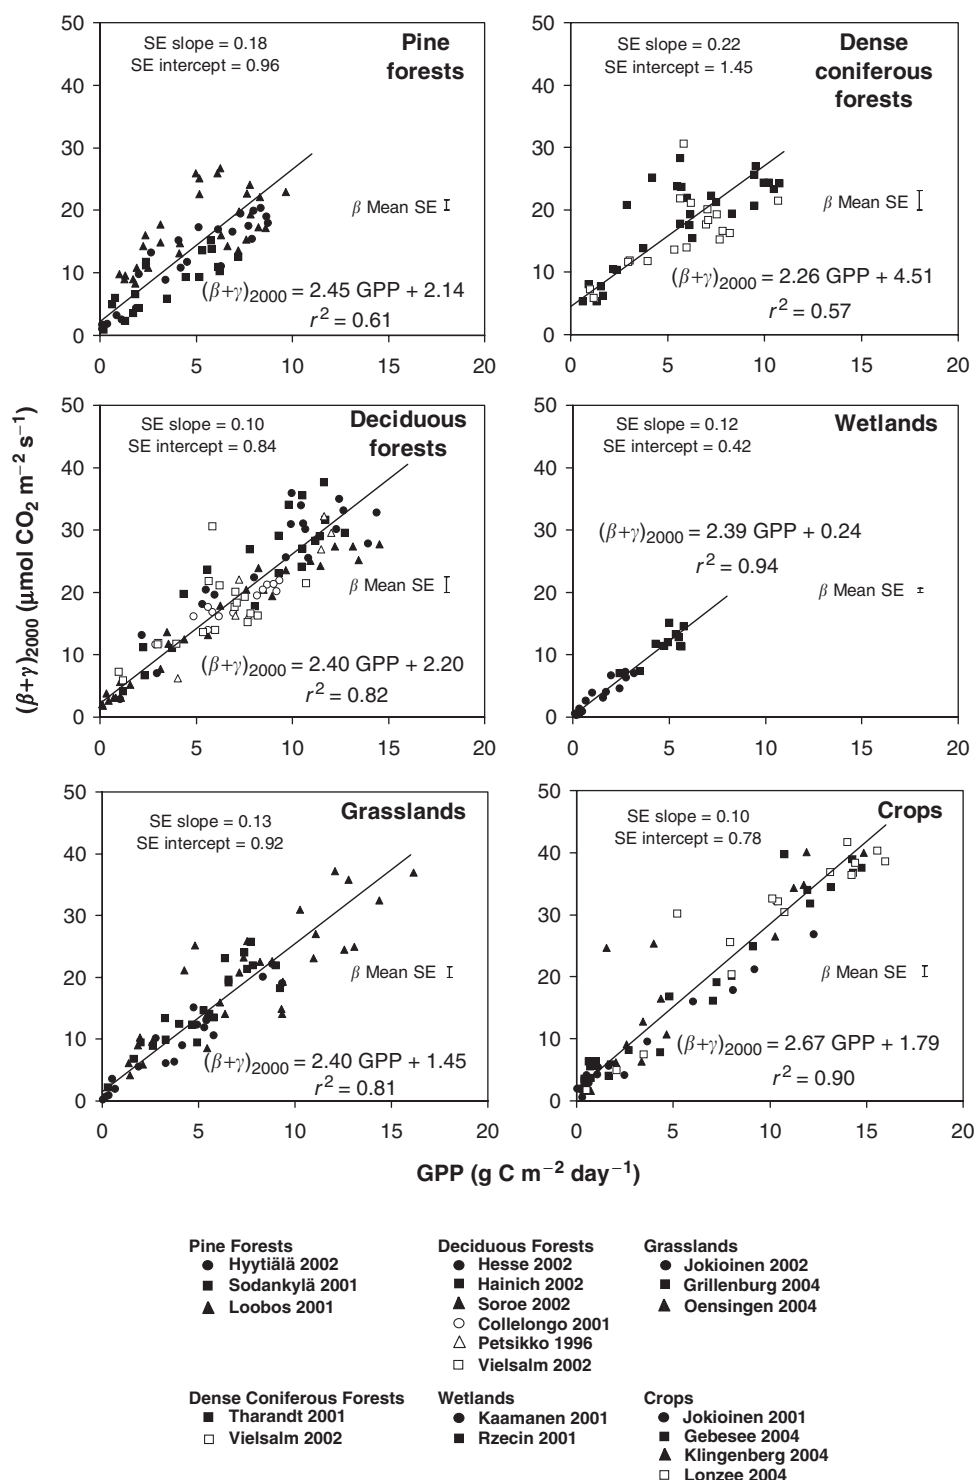 50
40
30
20
10
0
0 5 10 15 20
SE slope = 0.18
SE intercept = 0.96
Pine
forests
β Mean SE
(β+γ)2000 = 2.45 GPP + 2.14
r2 = 0.61
50
40
30
20
10
0
0 5 10 15 20
SE slope = 0.22
SE intercept = 1.45
Dense
coniferous
forests
β Mean SE
(β+γ)2000 = 2.26 GPP + 4.51
r2 = 0.57
(β+γ)2000 (μmol CO2 m−2 s−1)
50
40
30
20
10
0
0 5 10 15 20
SE slope = 0.10
SE intercept = 0.84
Deciduous
forests
β Mean SE
(β+γ)2000 = 2.40 GPP + 2.20
r2 = 0.82
50
40
30
20
10
0
0 5 10 15 20
SE slope = 0.12
SE intercept = 0.42
Wetlands
(β+γ)2000 = 2.39 GPP + 0.24
r2 = 0.94
β Mean SE
50
40
30
20
10
0
0 5 10 15 20
SE slope = 0.13
SE intercept = 0.92
Grasslands
β Mean SE
(β+γ)2000 = 2.40 GPP + 1.45
r2 = 0.81
50
40
30
20
10
0
0 5 10 15 20
SE slope = 0.10
SE intercept = 0.78
Crops
β Mean SE
(β+γ)2000 = 2.67 GPP + 1.79
r2 = 0.90
GPP (g C m−2 day−1)
Pine Forests
Hyytiälä 2002
Sodankylä 2001
Loobos 2001
Deciduous Forests
Hesse 2002
Hainich 2002
Soroe 2002
Collelongo 2001
Petsikko 1996
Vielsalm 2002
Grasslands
Jokioinen 2002
Grillenburg 2004
Oensingen 2004
Dense Coniferous Forests
Tharandt 2001
Vielsalm 2002
Wetlands
Kaamanen 2001
Rzecin 2001
Crops
Jokioinen 2001
Gebesee 2004
Klingenberg 2004
Lonzee 2004